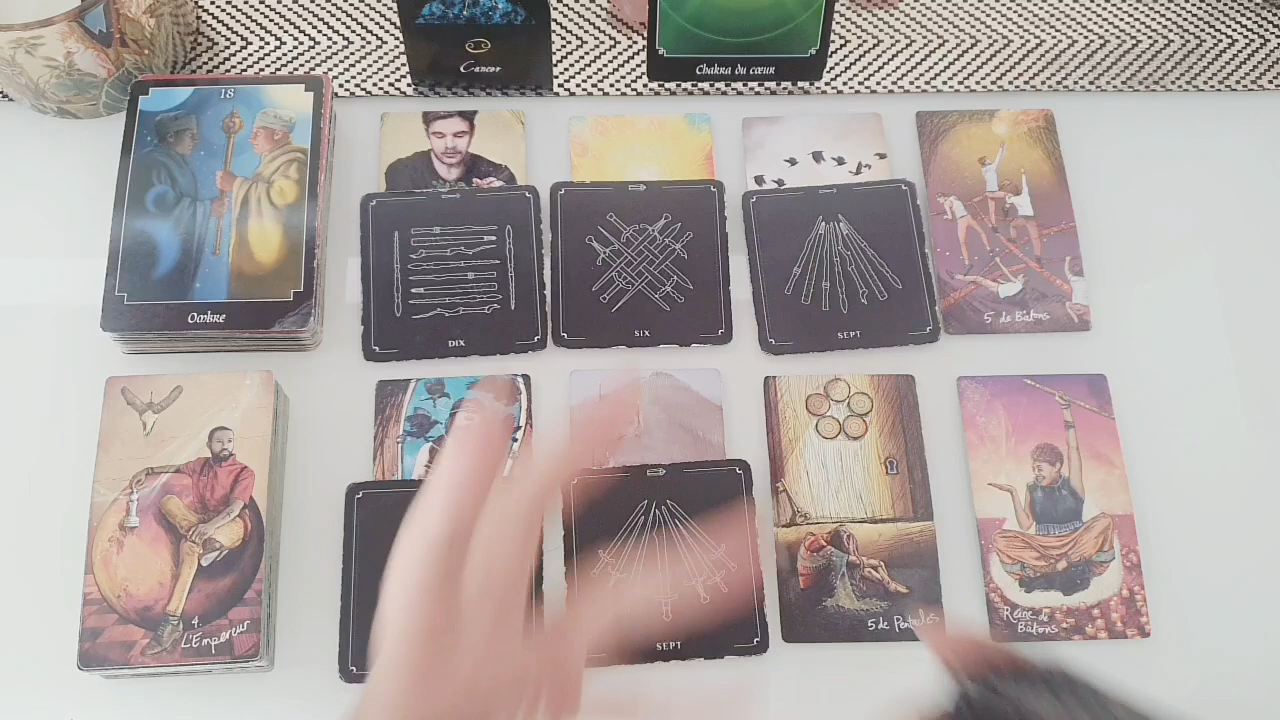 Cancer
Chakra du cœur
18
Ombre
DIX
SIX
SEPT
5 de Bâtons
4.
L'Empereur
SEPT
5 de Pentacles
Reine de
Bâtons